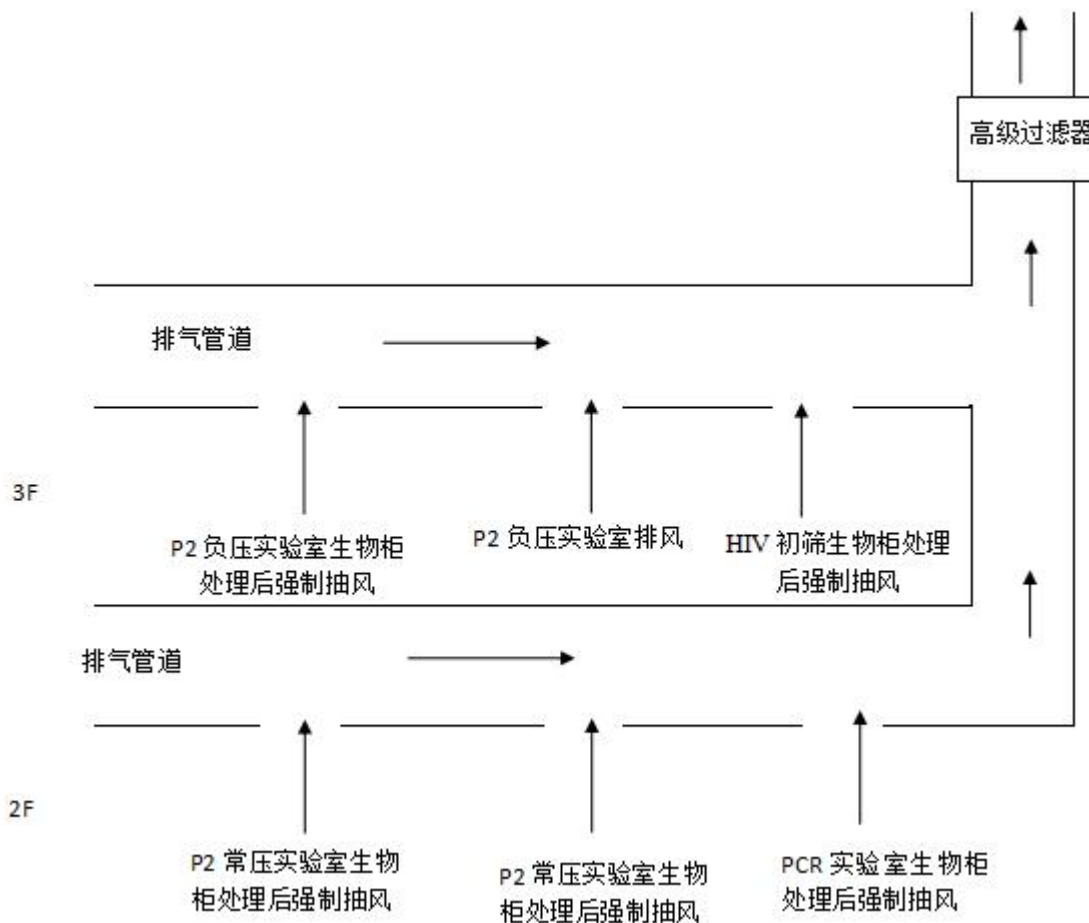 高级过滤器
排气管道
3F
P2 负压实验室生物柜
处理后强制抽风
P2 负压实验室排风
HIV 初筛生物柜处理
后强制抽风
排气管道
2F
P2 常压实验室生物
柜处理后强制抽风
P2 常压实验室生物
柜处理后强制抽风
PCR 实验室生物柜
处理后强制抽风